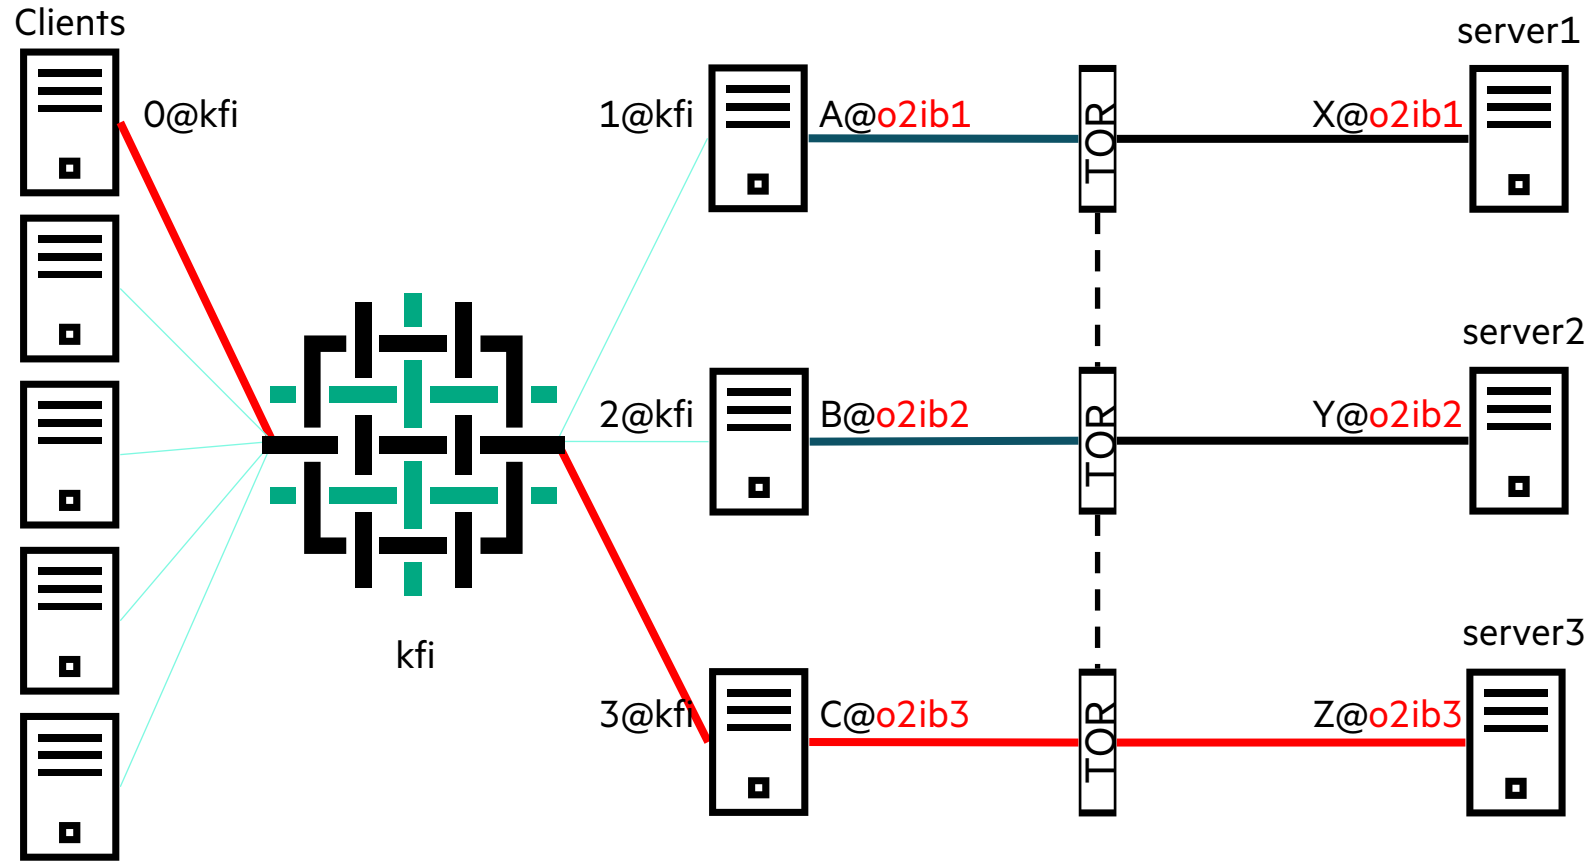 Clients
server1
0@kfi
1@kfi
A@o2ib1
TOR
X@o2ib1
server2
2@kfi
B@o2ib2
TOR
Y@o2ib2
kfi
server3
3@kfi
C@o2ib3
TOR
Z@o2ib3